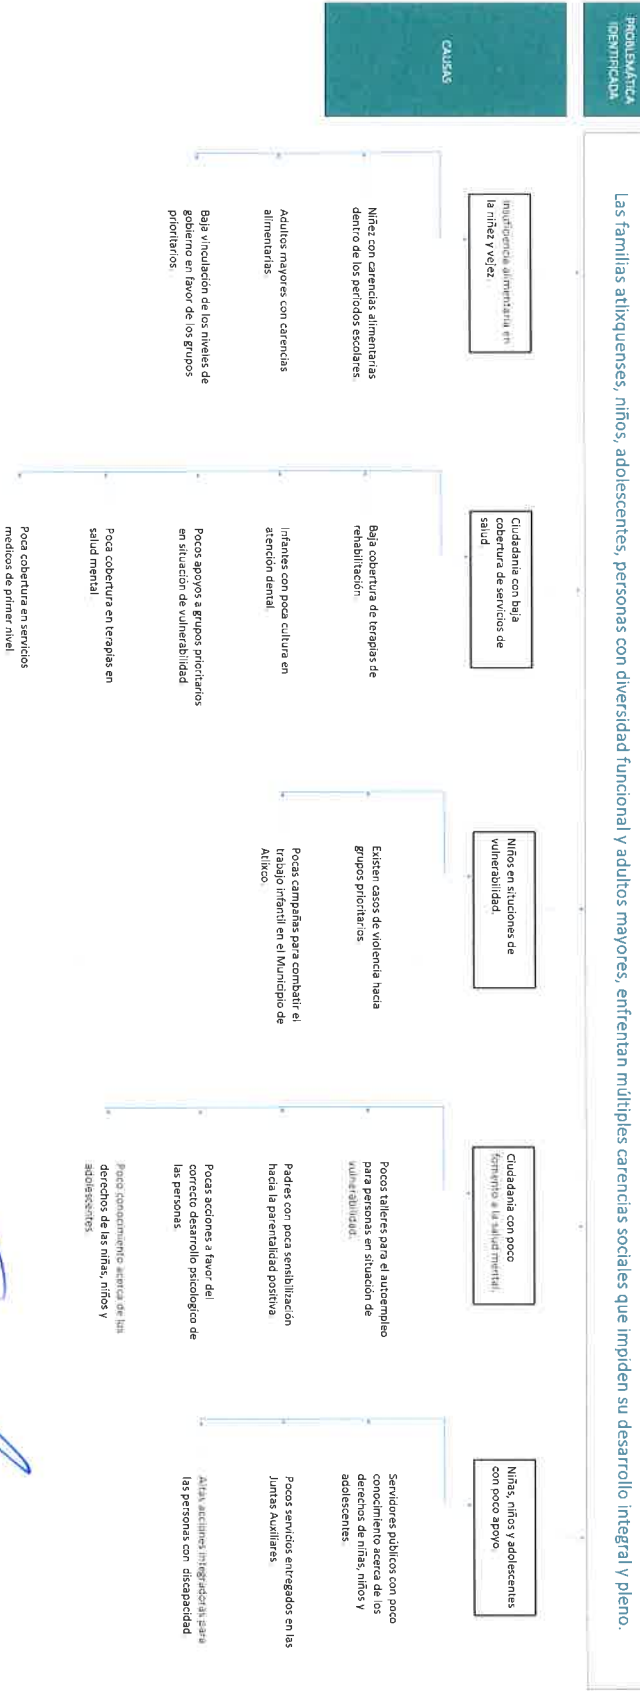 PROBLEMÁTICA
IDENTIFICADA
Las familias atlixquenses, niños, adolescentes, personas con diversidad funcional y adultos mayores, enfrentan múltiples carencias sociales que impiden su desarrollo integral y pleno.
CAUSAS
Insuficiencia alimentaria en
la niñez y vejez.
Niñez con carencias alimentarias
dentro de los periodos escolares.
Adultos mayores con carencias
alimentarias.
Baja vinculación de los niveles de
gobierno en favor de los grupos
prioritarios.
Ciudadanía con baja
cobertura de servicios de
salud.
Baja cobertura de terapias de
rehabilitación.
Infantes con poca cultura en
atención dental.
Pocos apoyos a grupos prioritarios
en situación de vulnerabilidad
Poca cobertura en terapias en
salud mental
Poca cobertura en servicios
medicos de primer nivel.
Niños en situciones de
vulnerabilidad.
Existen casos de violencia hacia
grupos prioritarios.
Pocas campañas para combatir el
trabajo infantil en el Municipio de
Atlixco.
Ciudadanía con poco
fomento a la salud mental.
Pocos talleres para el autoempleo
para personas en situación de
vulnerabilidad.
Padres con poca sensibilización
hacia la parentalidad positiva
Pocas acciones a favor del
correcto desarrollo psicologico de
las personas.
Poco conocimiento acerca de los
derechos de las niñas, niños y
adolescentes
Niñas, niños y adolescentes
con poco apoyo.
Servidores públicos con poco
conocimiento acerca de los
derechos de niñas, niños y
adolescentes.
Pocos servicios entregados en las
Juntas Auxiliares
Altas acciones integradoras para
las personas con discapacidad